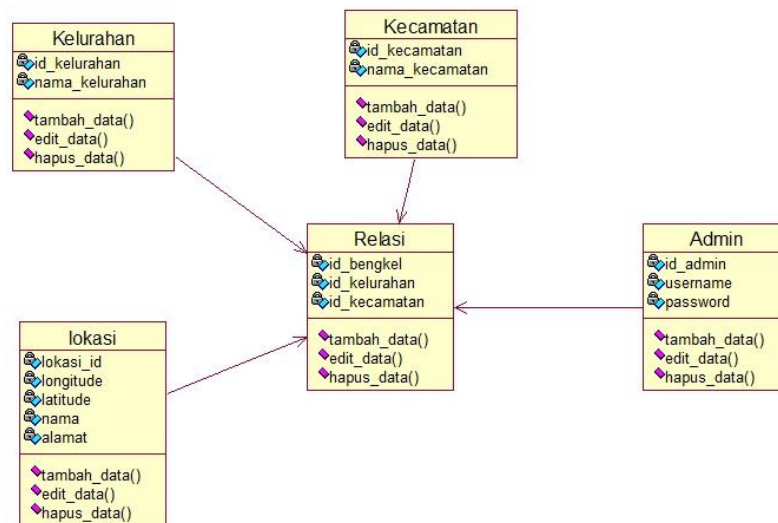 Kelurahan
id_kelurahan
nama_kelurahan
tambah_data()
edit_data()
hapus_data()
Kecamatan
id_kecamatan
nama_kecamatan
tambah_data()
edit_data()
hapus_data()
Relasi
id_bengkel
id_kelurahan
id_kecamatan
tambah_data()
edit_data()
hapus_data()
Admin
id_admin
username
password
tambah_data()
edit_data()
hapus_data()
lokasi
lokasi_id
longitude
latitude
nama
alamat
tambah_data()
edit_data()
hapus_data()